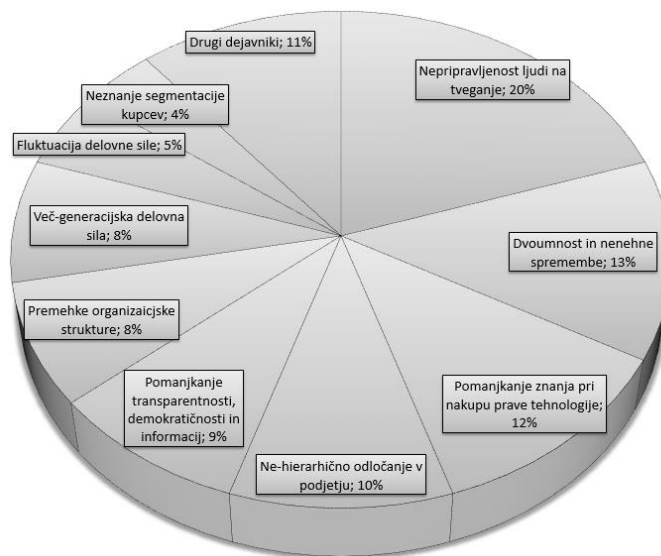 Drugi dejavniki; 11%
Nepripravljenost ljudi na
tveganje; 20%
Neznanje segmentacije
kupcev; 4%
Fluktuacija delovne sile; 5%
Več-generacijska delovna
sila; 8%
Dvoumnost in nenehne
spremembe; 13%
Premehke organizaicjske
strukture; 8%
Pomanjkanje
transparentnosti,
demokratičnosti in
informacij; 9%
Pomanjkanje znanja pri
nakupu prave tehnologije;
12%
Ne-hierarhično odločanje v
podjetju; 10%